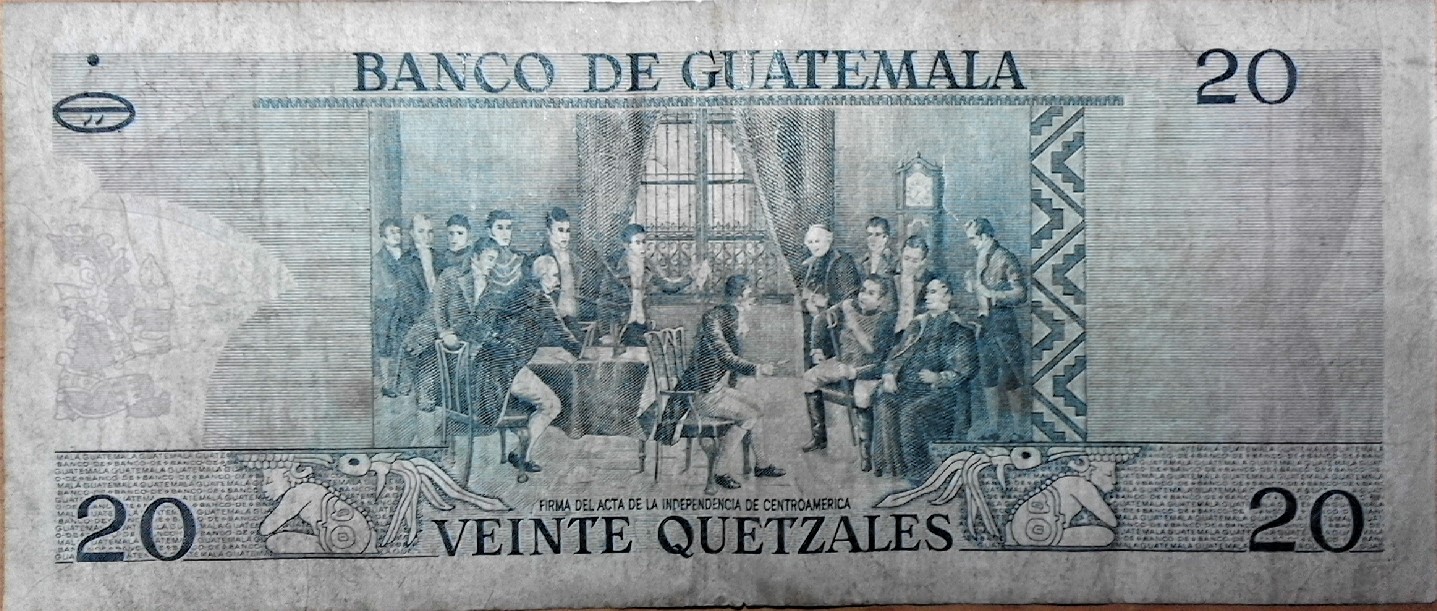 BANCO DE GUATEMALA
20
FIRMA DEL ACTA DE LA INDEPENDENCIA DE CENTROAMERICA
20
VEINTE QUETZALES
20